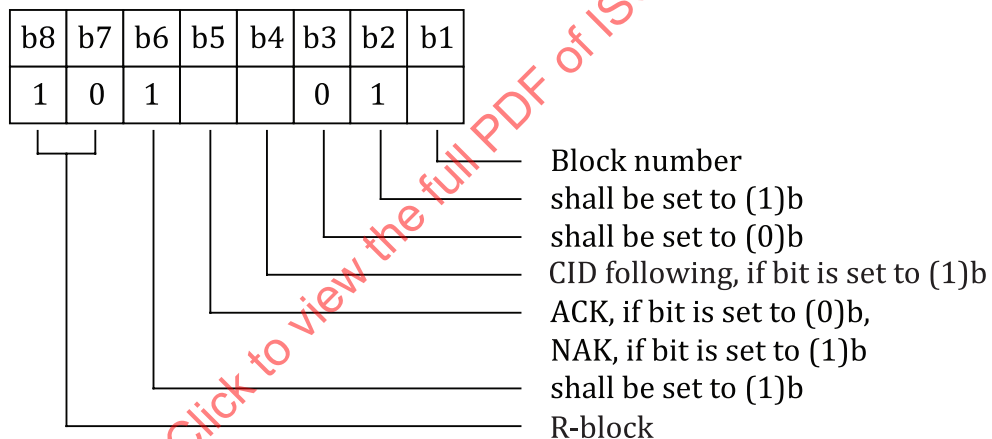 b8 b7 b6 b5 b4 b3 b2 b1
1 0 1 0 1
Block number
shall be set to (1)b
shall be set to (0)b
CID following, if bit is set to (1)b
ACK, if bit is set to (0)b,
NAK, if bit is set to (1)b
shall be set to (1)b
R-block
Click to view the full PDF of